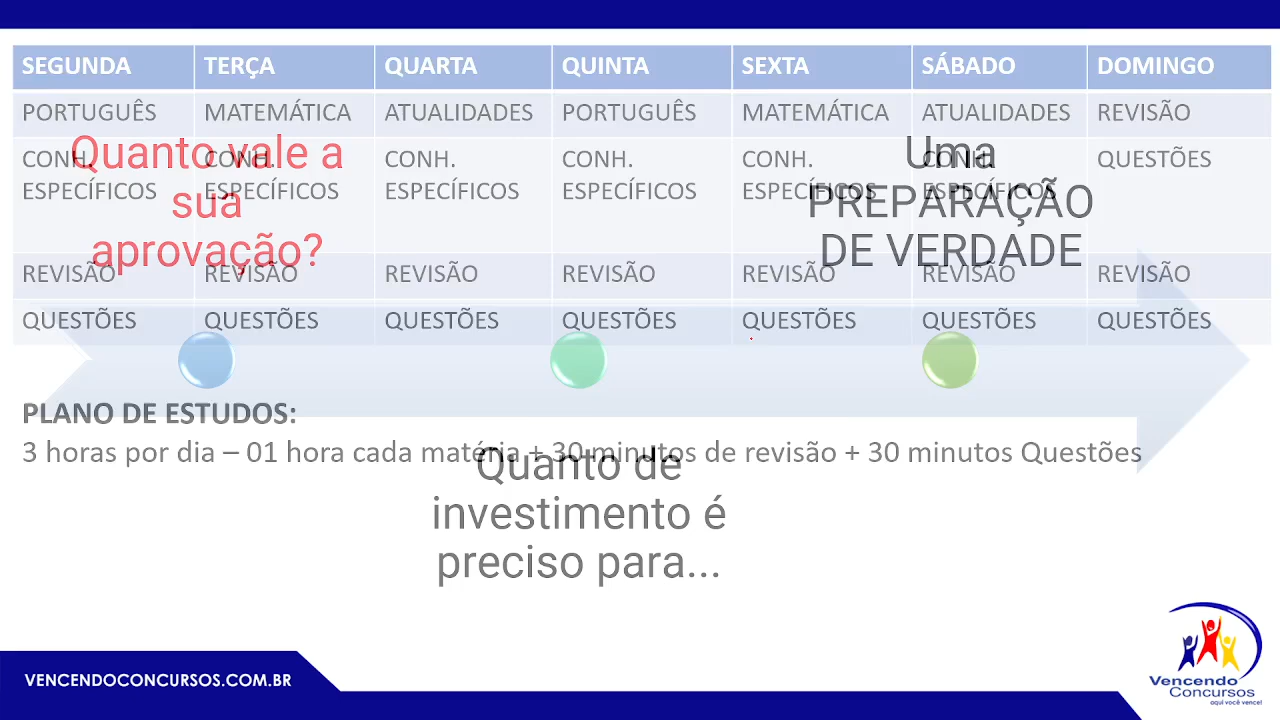 SEGUNDA TERÇA QUARTA QUINTA SEXTA SÁBADO DOMINGO
PORTUGUÊS MATEMÁTICA ATUALIDADES PORTUGUÊS MATEMÁTICA ATUALIDADES REVISÃO
CONH. CONH. CONH. CONH. CONH. CONH. QUESTÕES
ESPECÍFICOS ESPECÍFICOS ESPECÍFICOS ESPECÍFICOS ESPECÍFICOS ESPECÍFICOS
REVISÃO REVISÃO REVISÃO REVISÃO REVISÃO REVISÃO REVISÃO
QUESTÕES QUESTÕES QUESTÕES QUESTÕES QUESTÕES QUESTÕES QUESTÕES
Quanto vale a
sua
aprovação?
Uma
PREPARAÇÃO
DE VERDADE
PLANO DE ESTUDOS:
3 horas por dia – 01 hora cada matéria + 30 minutos de revisão + 30 minutos Questões
Quanto de
investimento é
preciso para...
VENCENDOCONCURSOS.COM.BR
Vencendo
Concursos
aqui você vence!